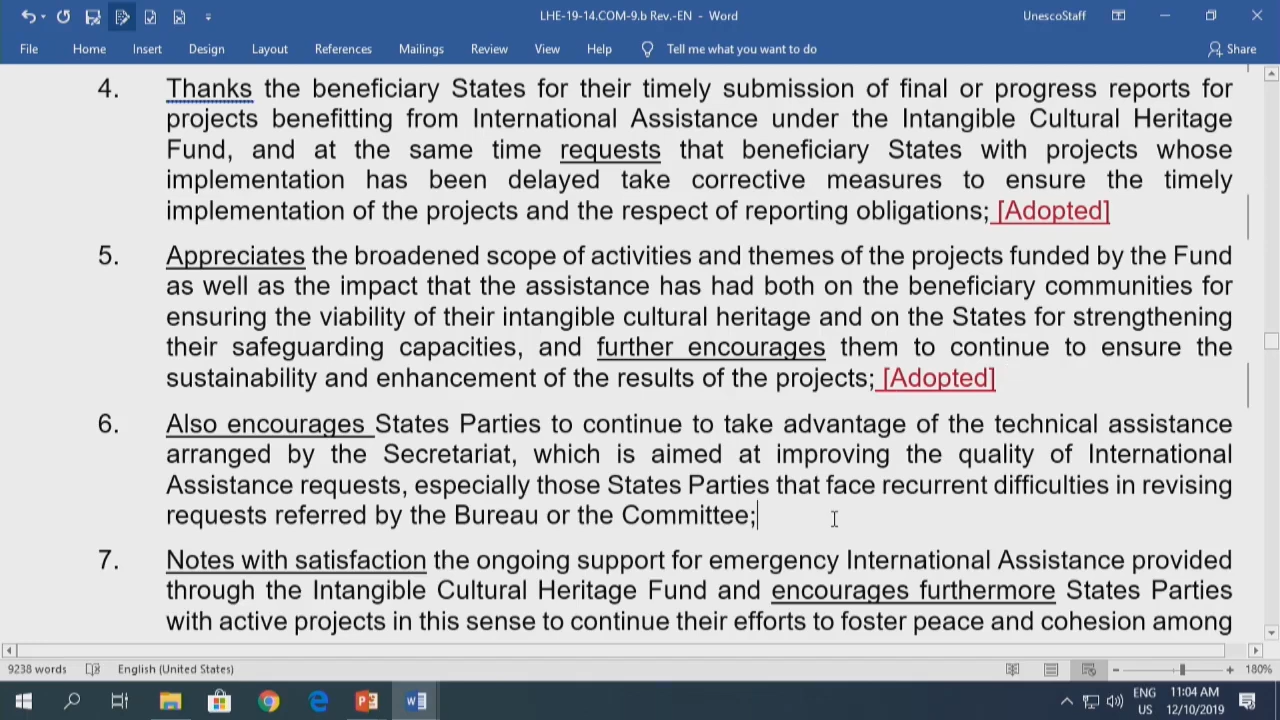 LHE-19-14.COM-9.b Rev.-EN - Word
UnescoStaff
File Home Insert Design Layout References Mailings Review View Help Tell me what you want to do Share
4. Thanks the beneficiary States for their timely submission of final or progress reports for
projects benefitting from International Assistance under the Intangible Cultural Heritage
Fund, and at the same time requests that beneficiary States with projects whose
implementation has been delayed take corrective measures to ensure the timely
implementation of the projects and the respect of reporting obligations; [Adopted]
5. Appreciates the broadened scope of activities and themes of the projects funded by the Fund
as well as the impact that the assistance has had both on the beneficiary communities for
ensuring the viability of their intangible cultural heritage and on the States for strengthening
their safeguarding capacities, and further encourages them to continue to ensure the
sustainability and enhancement of the results of the projects; [Adopted]
6. Also encourages States Parties to continue to take advantage of the technical assistance
arranged by the Secretariat, which is aimed at improving the quality of International
Assistance requests, especially those States Parties that face recurrent difficulties in revising
requests referred by the Bureau or the Committee;
7. Notes with satisfaction the ongoing support for emergency International Assistance provided
through the Intangible Cultural Heritage Fund and encourages furthermore States Parties
with active projects in this sense to continue their efforts to foster peace and cohesion among
9238 words English (United States) 180%
ENG 11:04 AM
US 12/10/2019